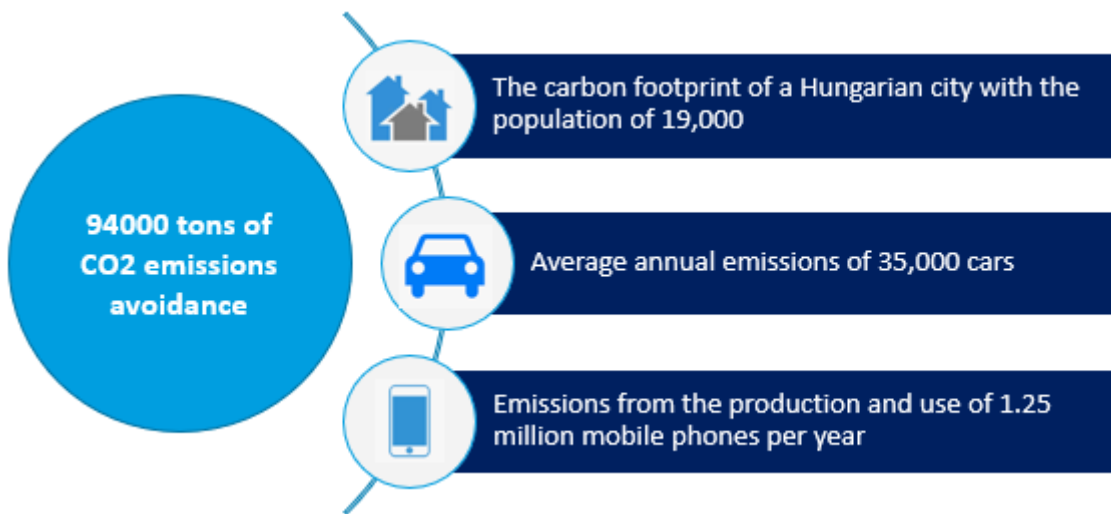 94000 tons of
CO2 emissions
avoidance
The carbon footprint of a Hungarian city with the
population of 19,000
Average annual emissions of 35,000 cars
Emissions from the production and use of 1.25
million mobile phones per year